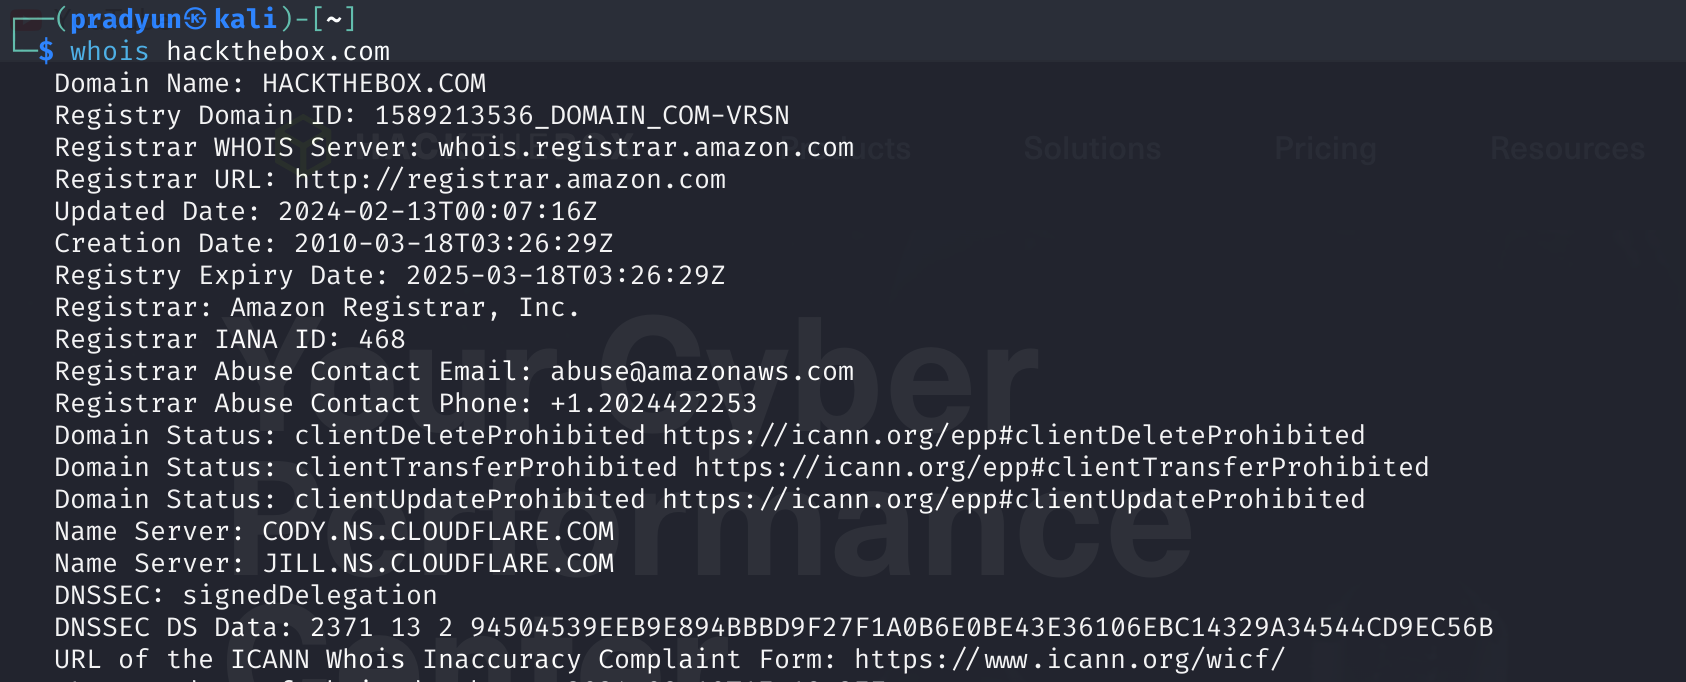 (pradyun㉿kali)-[~]
$ whois hackthebox.com
Domain Name: HACKTHEBOX.COM
Registry Domain ID: 1589213536_DOMAIN_COM-VRSN
Registrar WHOIS Server: whois.registrar.amazon.com
Registrar URL: http://registrar.amazon.com
Updated Date: 2024-02-13T00:07:16Z
Creation Date: 2010-03-18T03:26:29Z
Registry Expiry Date: 2025-03-18T03:26:29Z
Registrar: Amazon Registrar, Inc.
Registrar IANA ID: 468
Registrar Abuse Contact Email: abuse@amazonaws.com
Registrar Abuse Contact Phone: +1.2024422253
Domain Status: clientDeleteProhibited https://icann.org/epp#clientDeleteProhibited
Domain Status: clientTransferProhibited https://icann.org/epp#clientTransferProhibited
Domain Status: clientUpdateProhibited https://icann.org/epp#clientUpdateProhibited
Name Server: CODY.NS.CLOUDFLARE.COM
Name Server: JILL.NS.CLOUDFLARE.COM
DNSSEC: signedDelegation
DNSSEC DS Data: 2371 13 2 94504539EEB9E894BBBD9F27F1A0B6E0BE43E36106EBC14329A34544CD9EC56B
URL of the ICANN Whois Inaccuracy Complaint Form: https://www.icann.org/wicf/
Solutions
Pricing
Resources
Your Cyber
Performance